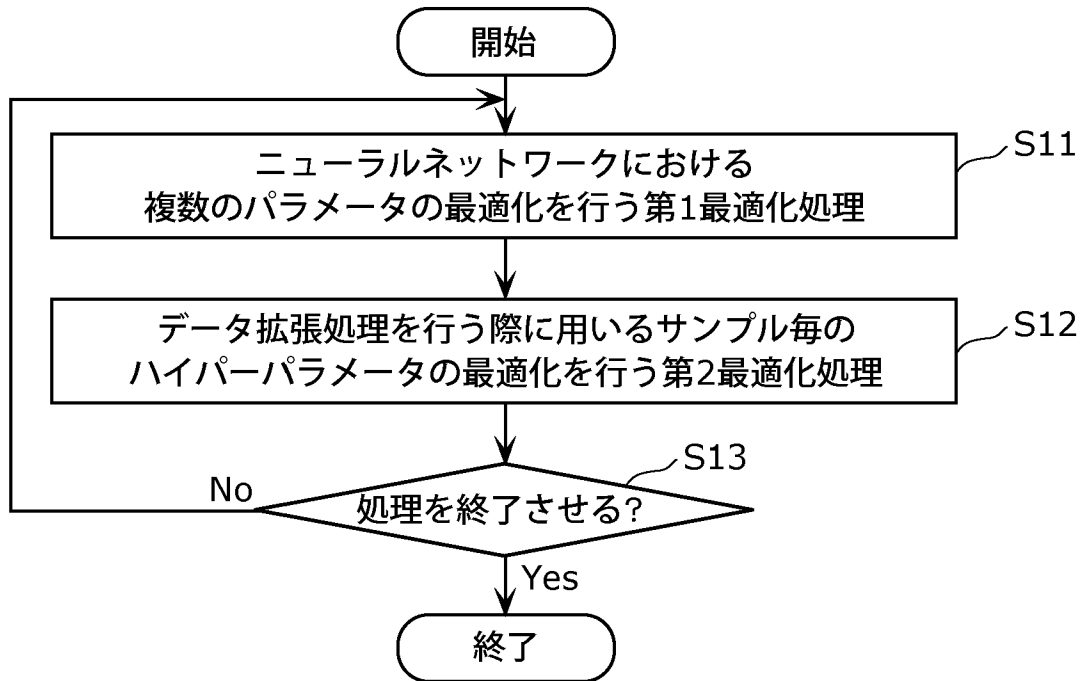 開始
ニューラルネットワークにおける
複数のパラメータの最適化を行う第1最適化処理
S11
データ拡張処理を行う際に用いるサンプル毎の
ハイパーパラメータの最適化を行う第2最適化処理
S12
処理を終了させる?
S13
No
Yes
終了